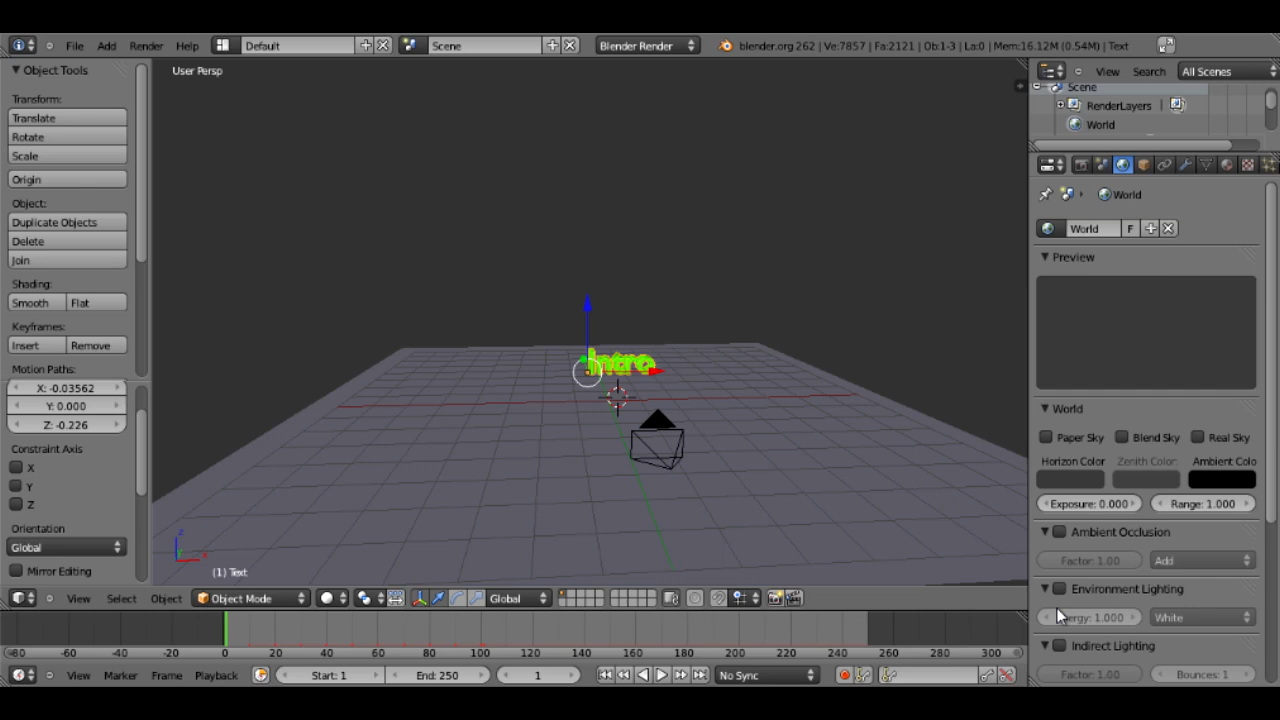 File Add Render Help Default Scene Blender Render blender.org 262 | Ve:7857 | Fa:2121 | Ob:1-3 | La:0 | Mem:16.12M (0.54M) | Text
Object Tools
Transform:
Translate
Rotate
Scale
Origin
Object:
Duplicate Objects
Delete
Join
Shading:
Smooth Flat
Keyframes:
Insert Remove
Motion Paths:
X: -0.03562
Y: 0.000
Z: -0.226
Constraint Axis
X
Y
Z
Orientation
Global
Mirror Editing
User Persp
Intro
z
x
(1) Text
View Select Object Object Mode Global
-80 -60 -40 -20 0 20 40 60 80 100 120 140 160 180 200 220 240 260 280 300
View Marker Frame Playback Start: 1 End: 250 1 No Sync
View Search All Scenes
Scene
RenderLayers |
World
World
World F
Preview
World
Paper Sky Blend Sky Real Sky
Horizon Color Zenith Color: Ambient Colo
Exposure: 0.000 Range: 1.000
Ambient Occlusion
Factor: 1.00 Add
Environment Lighting
ergy: 1.000 White
Indirect Lighting
Factor: 1.00 Bounces: 1